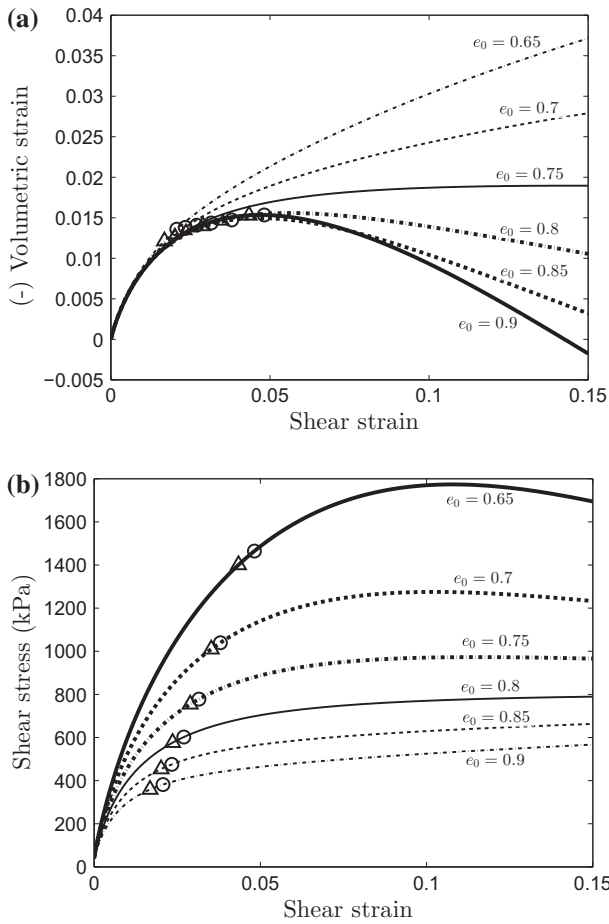 (a)
0.04
0.035
0.03
0.025
0.02
0.015
0.01
0.005
0
−0.005
(-) Volumetric strain
e₀ = 0.65
e₀ = 0.7
e₀ = 0.75
e₀ = 0.8
e₀ = 0.85
e₀ = 0.9
0 0.05 0.1 0.15
Shear strain
(b)
1800
1600
1400
1200
1000
800
600
400
200
0
Shear stress (kPa)
e₀ = 0.65
e₀ = 0.7
e₀ = 0.75
e₀ = 0.8
e₀ = 0.85
e₀ = 0.9
0 0.05 0.1 0.15
Shear strain